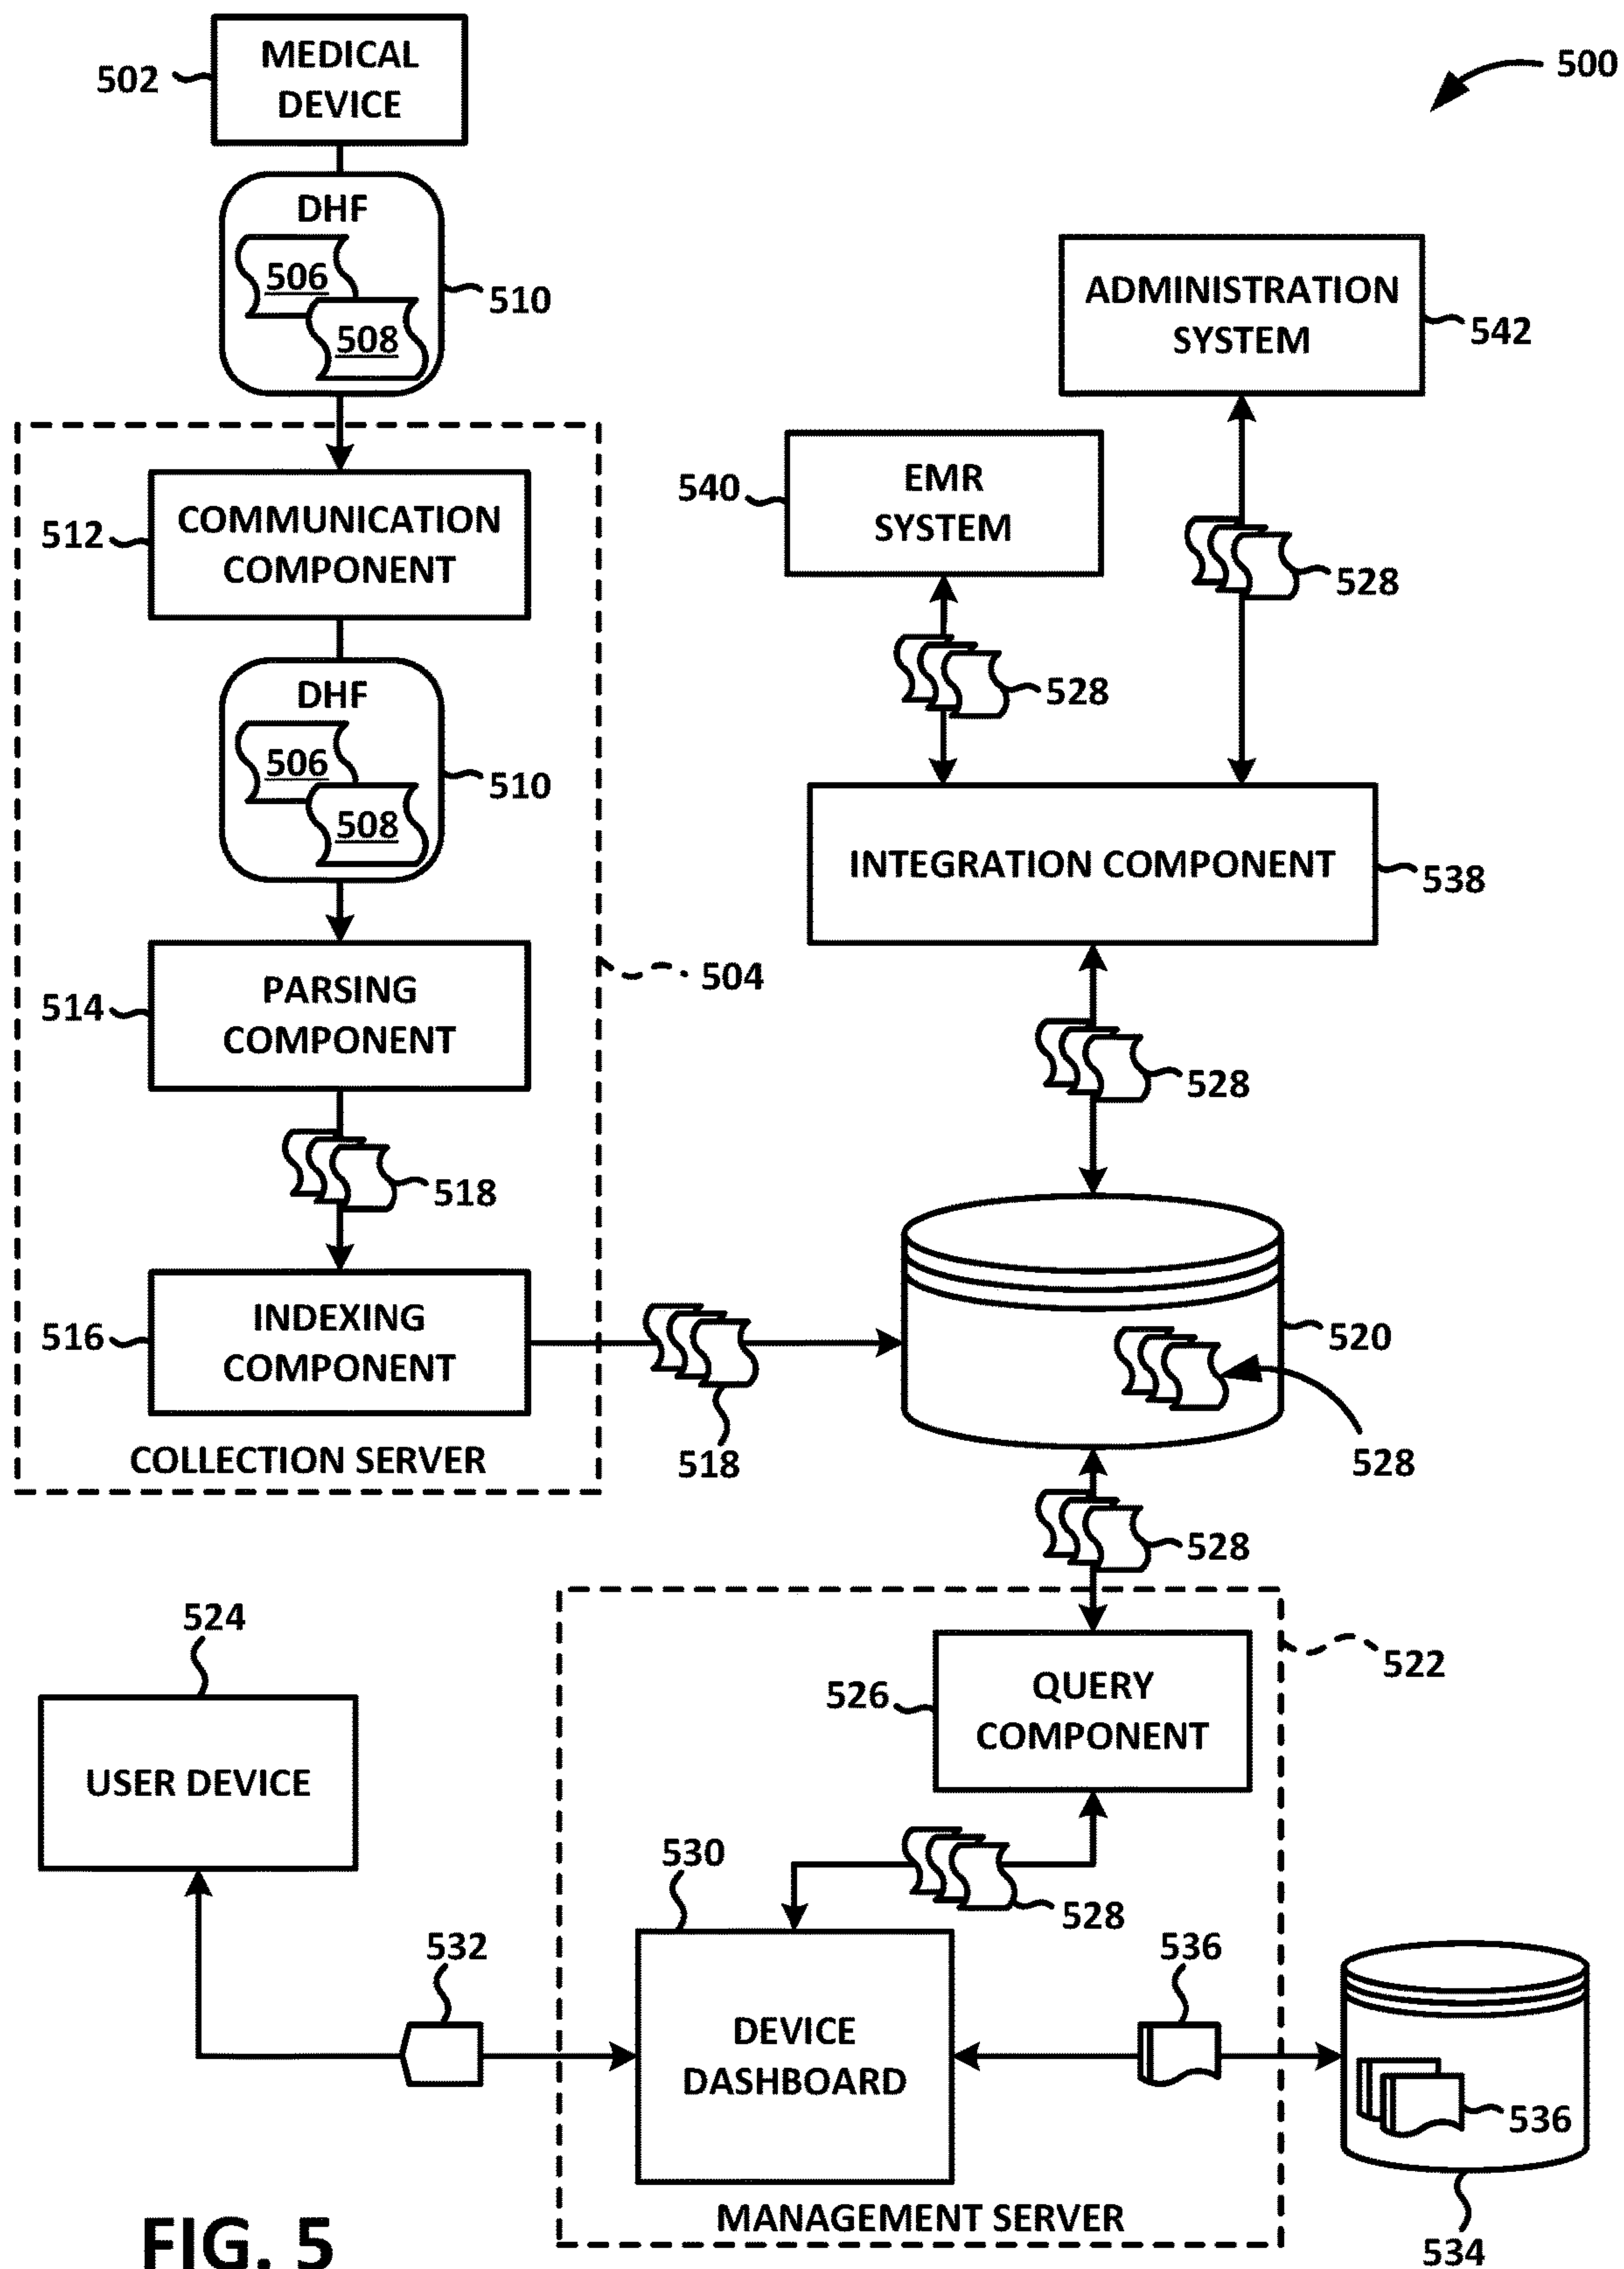 MEDICAL
DEVICE
502
500
DHF
506
508
510
ADMINISTRATION
SYSTEM
542
EMR
SYSTEM
540
COMMUNICATION
COMPONENT
512
528
528
DHF
506
508
510
INTEGRATION COMPONENT
538
504
PARSING
COMPONENT
514
528
518
INDEXING
COMPONENT
516
520
518
528
COLLECTION SERVER
528
524
522
QUERY
COMPONENT
526
USER DEVICE
530
528
532
536
DEVICE
DASHBOARD
536
MANAGEMENT SERVER
534
FIG. 5